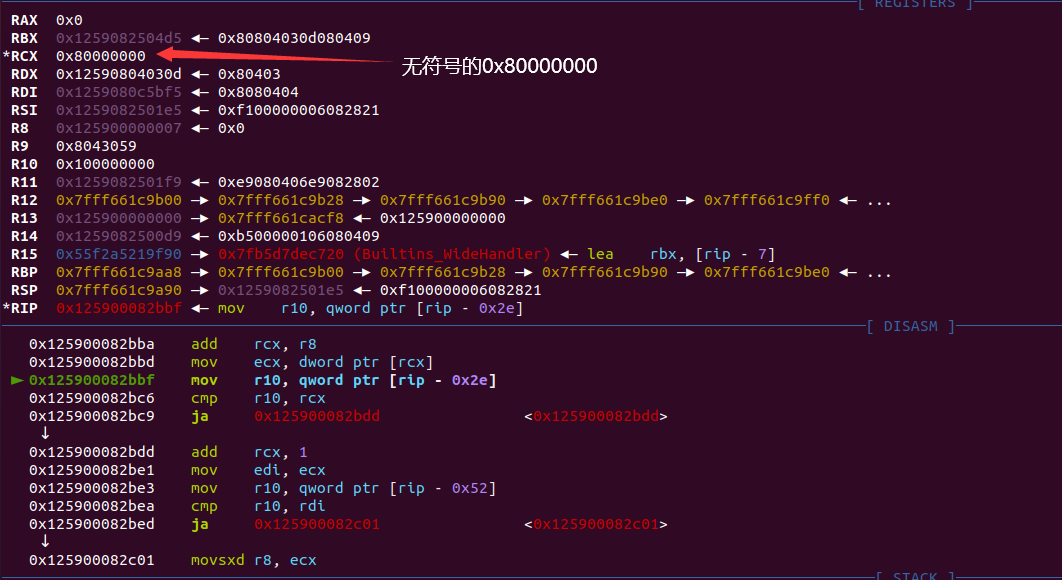 [ REGISTERS ]
RAX 0x0
RBX 0x1259082504d5 ◂— 0x80804030d080409
*RCX 0x80000000
无符号的0x80000000
RDX 0x12590804030d ◂— 0x80403
RDI 0x1259080c5bf5 ◂— 0x8080404
RSI 0x1259082501e5 ◂— 0xf100000006082821
R8 0x125900000007 ◂— 0x0
R9 0x8043059
R10 0x100000000
R11 0x1259082501f9 ◂— 0xe9080406e9082802
R12 0x7fff661c9b00 —▸ 0x7fff661c9b28 —▸ 0x7fff661c9b90 —▸ 0x7fff661c9be0 —▸ 0x7fff661c9ff0 ◂— ...
R13 0x125900000000 —▸ 0x7fff661cacf8 ◂— 0x125900000000
R14 0x1259082500d9 ◂— 0xb500000106080409
R15 0x55f2a5219f90 —▸ 0x7fb5d7dec720 (Builtins_WideHandler) ◂— lea rbx, [rip - 7]
RBP 0x7fff661c9aa8 —▸ 0x7fff661c9b00 —▸ 0x7fff661c9b28 —▸ 0x7fff661c9b90 —▸ 0x7fff661c9be0 ◂— ...
RSP 0x7fff661c9a90 —▸ 0x1259082501e5 ◂— 0xf100000006082821
*RIP 0x125900082bbf ◂— mov r10, qword ptr [rip - 0x2e]
[ DISASM ]
0x125900082bba add rcx, r8
0x125900082bbd mov ecx, dword ptr [rcx]
► 0x125900082bbf mov r10, qword ptr [rip - 0x2e]
0x125900082bc6 cmp r10, rcx
0x125900082bc9 ja 0x125900082bdd <0x125900082bdd>
↓
0x125900082bdd add rcx, 1
0x125900082be1 mov edi, ecx
0x125900082be3 mov r10, qword ptr [rip - 0x52]
0x125900082bea cmp r10, rdi
0x125900082bed ja 0x125900082c01 <0x125900082c01>
↓
0x125900082c01 movsxd r8, ecx
[ STACK ]